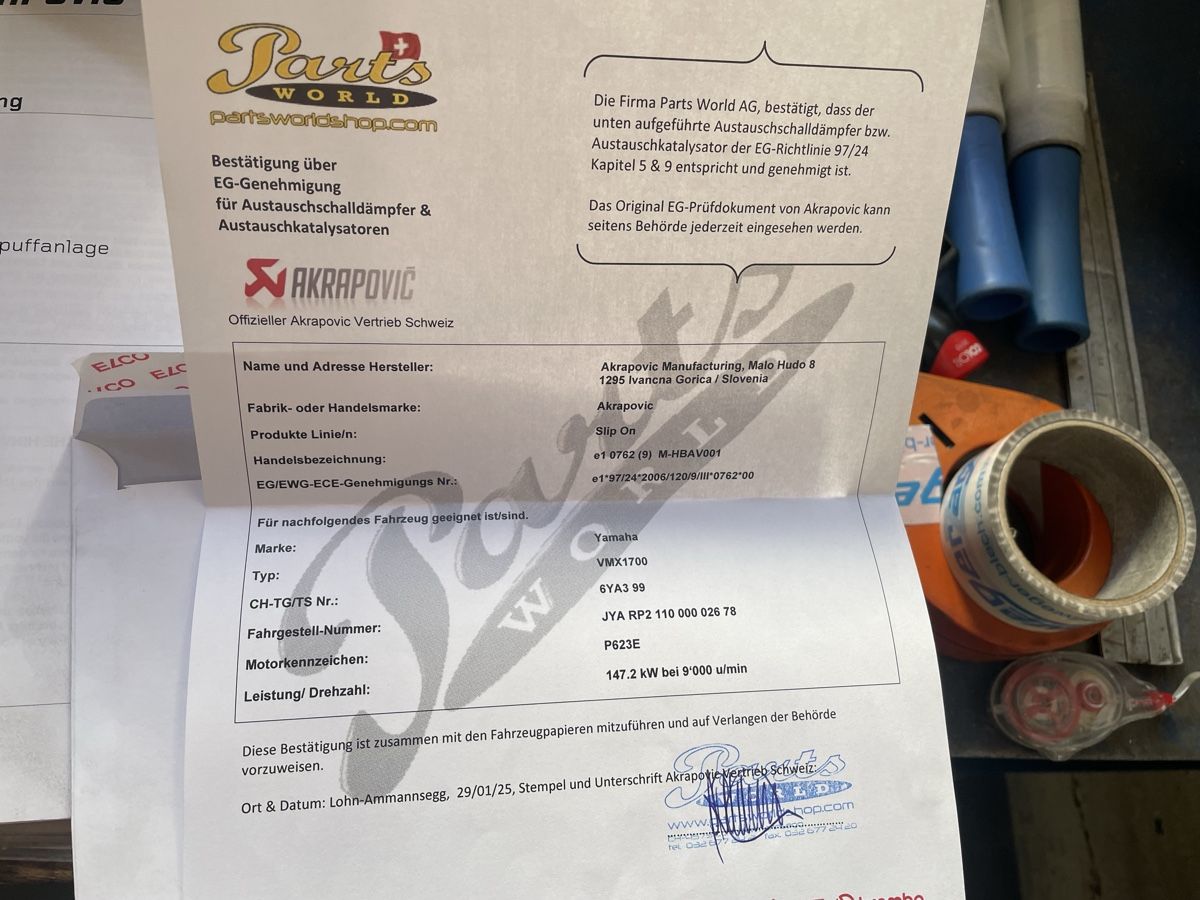 ng
puffanlage
ELCO
Parts
WORLD
partsworldshop.com
Bestätigung über
EG-Genehmigung
für Austauschschalldämpfer &
Austauschkatalysatoren
Die Firma Parts World AG, bestätigt, dass der
unten aufgeführte Austauschschalldämpfer bzw.
Austauschkatalysator der EG-Richtlinie 97/24
Kapitel 5 & 9 entspricht und genehmigt ist.
Das Original EG-Prüfdokument von Akrapovic kann
seitens Behörde jederzeit eingesehen werden.
AKRAPOVIČ
Offizieller Akrapovic Vertrieb Schweiz
Name und Adresse Hersteller: Akrapovic Manufacturing, Malo Hudo 8
1295 Ivancna Gorica / Slovenia
Fabrik- oder Handelsmarke: Akrapovic
Produkte Linie/n: Slip On
Handelsbezeichnung: e1 0762 (9) M-HBAV001
EG/EWG-ECE-Genehmigungs Nr.: e1*97/24*2006/120/9/III*0762*00
Für nachfolgendes Fahrzeug geeignet ist/sind.
Marke: Yamaha
Typ: VMX1700
CH-TG/TS Nr.: 6YA3 99
Fahrgestell-Nummer: JYA RP2 110 000 026 78
Motorkennzeichen: P623E
Leistung/ Drehzahl: 147.2 kW bei 9‘000 u/min
Parts
WORLD
Diese Bestätigung ist zusammen mit den Fahrzeugpapieren mitzuführen und auf Verlangen der Behörde
vorzuweisen.
Ort & Datum: Lohn-Ammannsegg, 29/01/25, Stempel und Unterschrift Akrapovic Vertrieb Schweiz:
Parts
WORLD